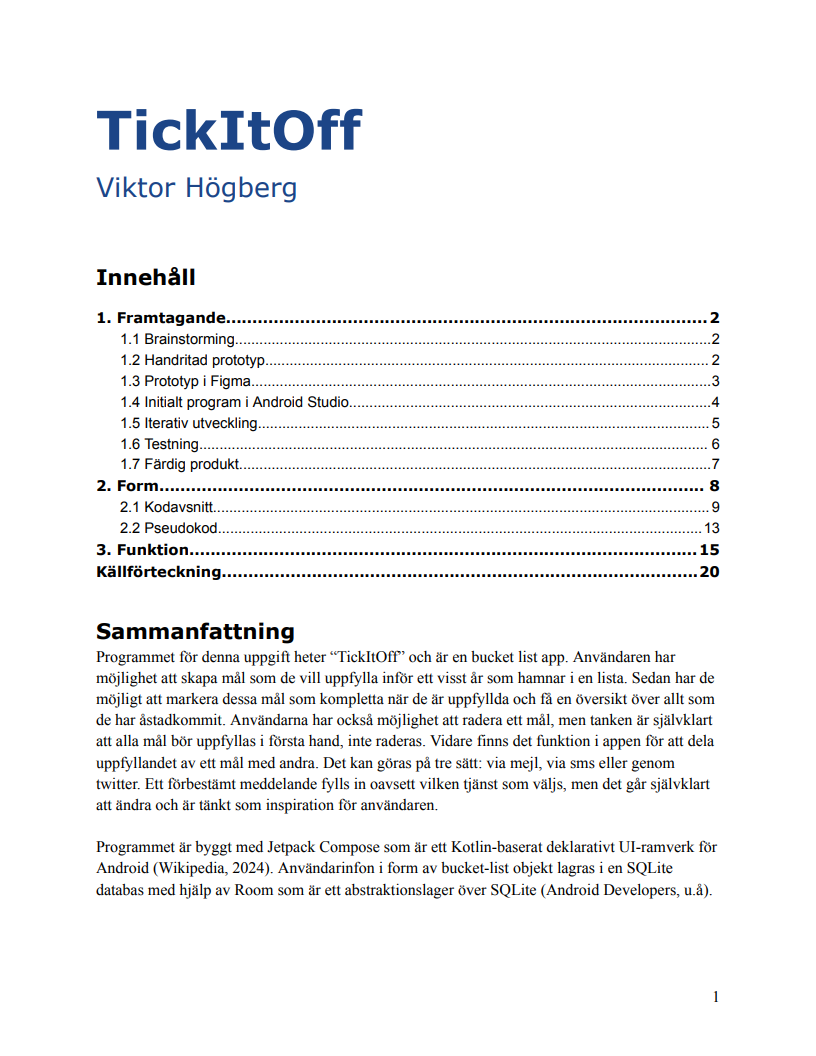 TickItOff
Viktor Högberg
Innehåll
1. Framtagande...........................................................................................2
1.1 Brainstorming.......................................................................................................................2
1.2 Handritad prototyp............................................................................................................... 2
1.3 Prototyp i Figma...................................................................................................................3
1.4 Initialt program i Android Studio..........................................................................................4
1.5 Iterativ utveckling................................................................................................................. 5
1.6 Testning................................................................................................................................ 6
1.7 Färdig produkt......................................................................................................................7
2. Form........................................................................................................ 8
2.1 Kodavsnitt............................................................................................................................ 9
2.2 Pseudokod......................................................................................................................... 13
3. Funktion................................................................................................ 15
Källförteckning..........................................................................................20
Sammanfattning
Programmet för denna uppgift heter “TickItOff” och är en bucket list app. Användaren har
möjlighet att skapa mål som de vill uppfylla inför ett visst år som hamnar i en lista. Sedan har de
möjligt att markera dessa mål som kompletta när de är uppfyllda och få en översikt över allt som
de har åstadkommit. Användarna har också möjlighet att radera ett mål, men tanken är självklart
att alla mål bör uppfyllas i första hand, inte raderas. Vidare finns det funktion i appen för att dela
uppfyllandet av ett mål med andra. Det kan göras på tre sätt: via mejl, via sms eller genom
twitter. Ett förbestämt meddelande fylls in oavsett vilken tjänst som väljs, men det går självklart
att ändra och är tänkt som inspiration för användaren.
Programmet är byggt med Jetpack Compose som är ett Kotlin-baserat deklarativt UI-ramverk för
Android (Wikipedia, 2024). Användarinfon i form av bucket-list objekt lagras i en SQLite
databas med hjälp av Room som är ett abstraktionslager över SQLite (Android Developers, u.å).
1